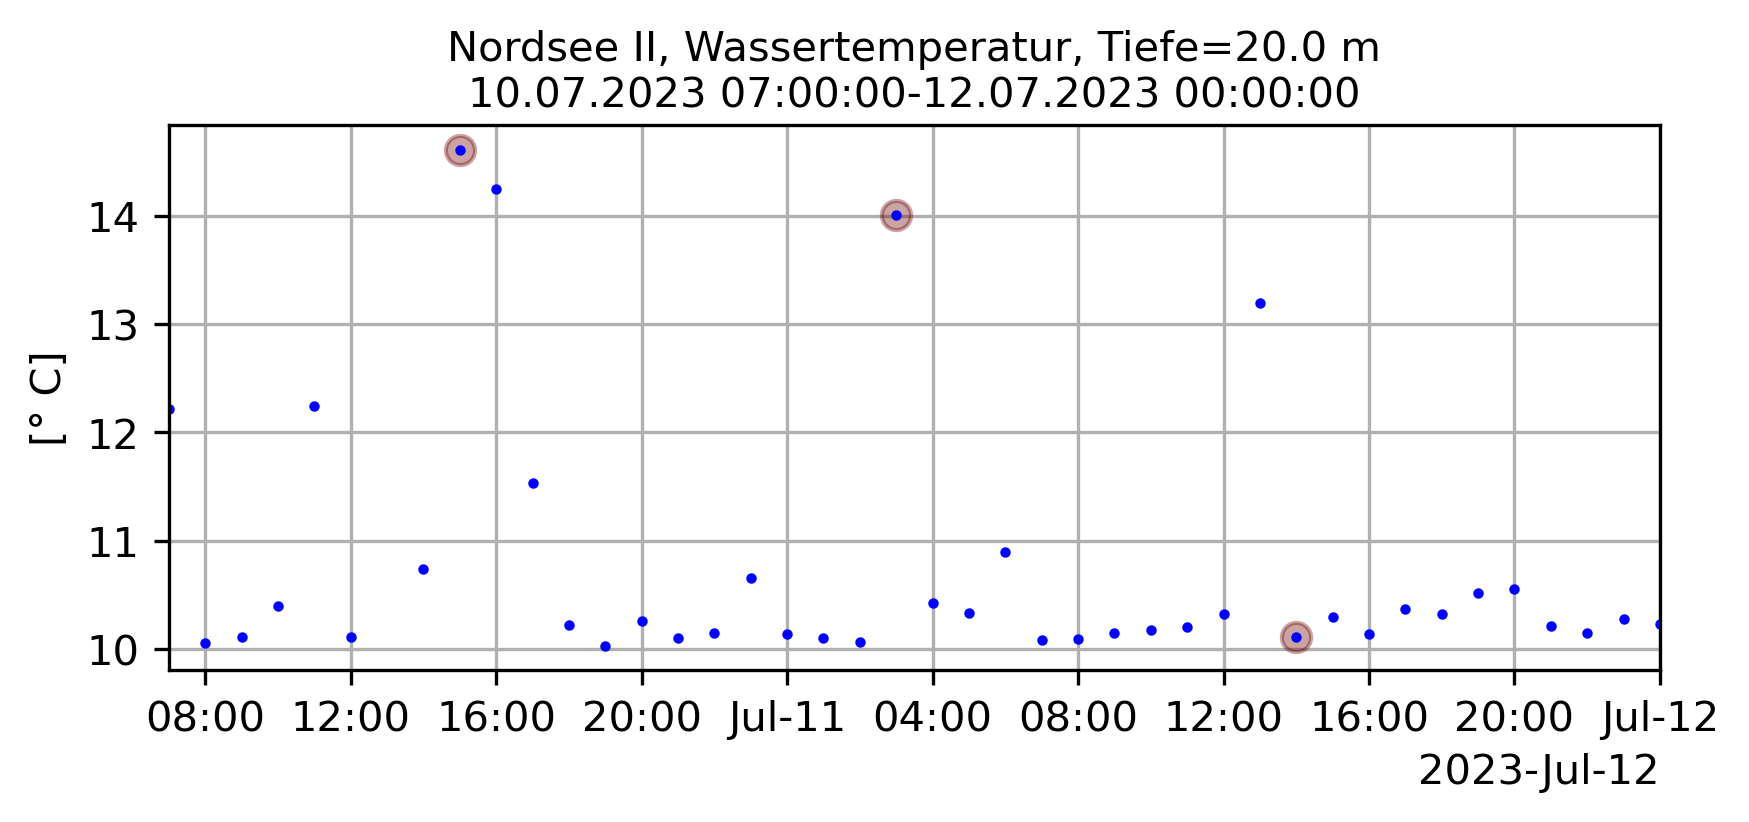 Nordsee II, Wassertemperatur, Tiefe=20.0 m
10.07.2023 07:00:00-12.07.2023 00:00:00
[° C]
14
13
12
11
10
08:00 12:00 16:00 20:00 Jul-11 04:00 08:00 12:00 16:00 20:00 Jul-12
2023-Jul-12